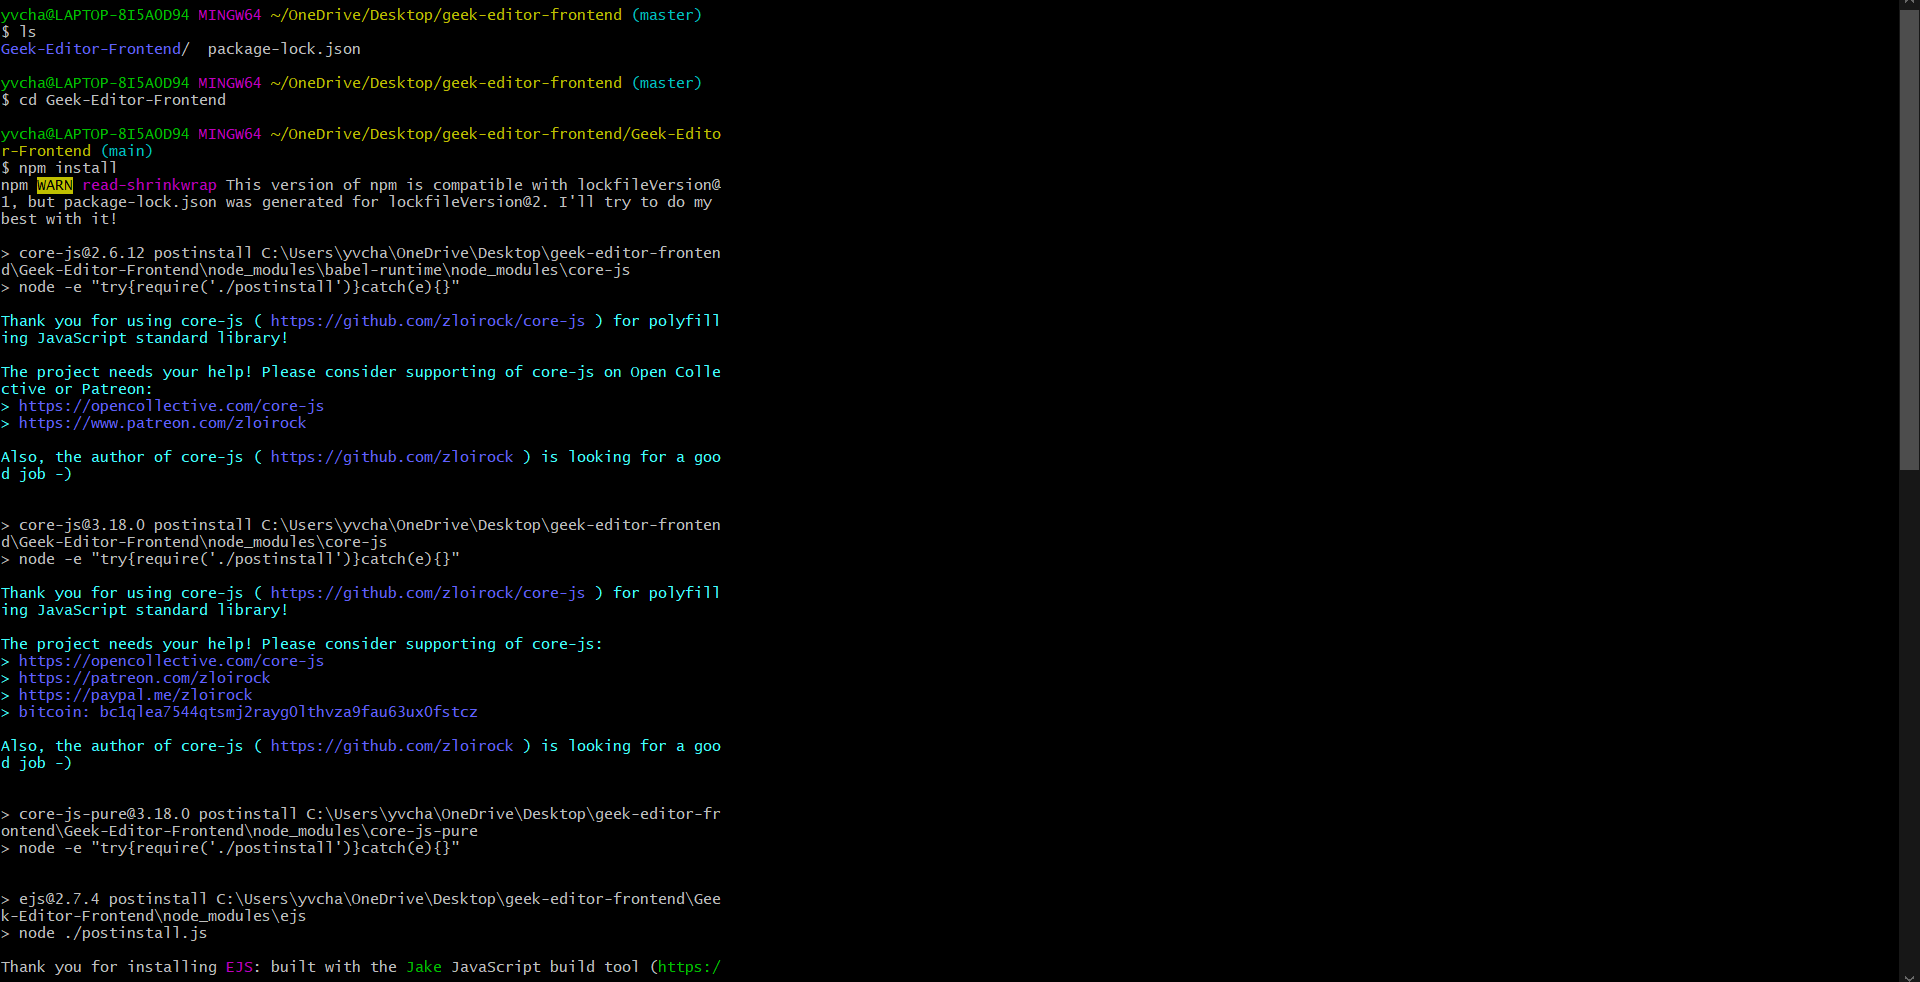 yvcha@LAPTOP-8I5A0D94 MINGW64 ~/OneDrive/Desktop/geek-editor-frontend (master)
$ ls
Geek-Editor-Frontend/  package-lock.json
yvcha@LAPTOP-8I5A0D94 MINGW64 ~/OneDrive/Desktop/geek-editor-frontend (master)
$ cd Geek-Editor-Frontend
yvcha@LAPTOP-8I5A0D94 MINGW64 ~/OneDrive/Desktop/geek-editor-frontend/Geek-Edito
r-Frontend (main)
$ npm install
npm WARN read-shrinkwrap This version of npm is compatible with lockfileVersion@
1, but package-lock.json was generated for lockfileVersion@2. I'll try to do my
best with it!
> core-js@2.6.12 postinstall C:\Users\yvcha\OneDrive\Desktop\geek-editor-fronten
d\Geek-Editor-Frontend\node_modules\babel-runtime\node_modules\core-js
> node -e "try{require('./postinstall')}catch(e){}"
Thank you for using core-js ( https://github.com/zloirock/core-js ) for polyfill
ing JavaScript standard library!
The project needs your help! Please consider supporting of core-js on Open Colle
ctive or Patreon:
> https://opencollective.com/core-js
> https://www.patreon.com/zloirock
Also, the author of core-js ( https://github.com/zloirock ) is looking for a goo
d job -)
> core-js@3.18.0 postinstall C:\Users\yvcha\OneDrive\Desktop\geek-editor-fronten
d\Geek-Editor-Frontend\node_modules\core-js
> node -e "try{require('./postinstall')}catch(e){}"
Thank you for using core-js ( https://github.com/zloirock/core-js ) for polyfill
ing JavaScript standard library!
The project needs your help! Please consider supporting of core-js:
> https://opencollective.com/core-js
> https://patreon.com/zloirock
> https://paypal.me/zloirock
> bitcoin: bc1qlea7544qtsmj2rayg0lthvza9fau63ux0fstcz
Also, the author of core-js ( https://github.com/zloirock ) is looking for a goo
d job -)
> core-js-pure@3.18.0 postinstall C:\Users\yvcha\OneDrive\Desktop\geek-editor-fr
ontend\Geek-Editor-Frontend\node_modules\core-js-pure
> node -e "try{require('./postinstall')}catch(e){}"
> ejs@2.7.4 postinstall C:\Users\yvcha\OneDrive\Desktop\geek-editor-frontend\Gee
k-Editor-Frontend\node_modules\ejs
> node ./postinstall.js
Thank you for installing EJS: built with the Jake JavaScript build tool (https:/